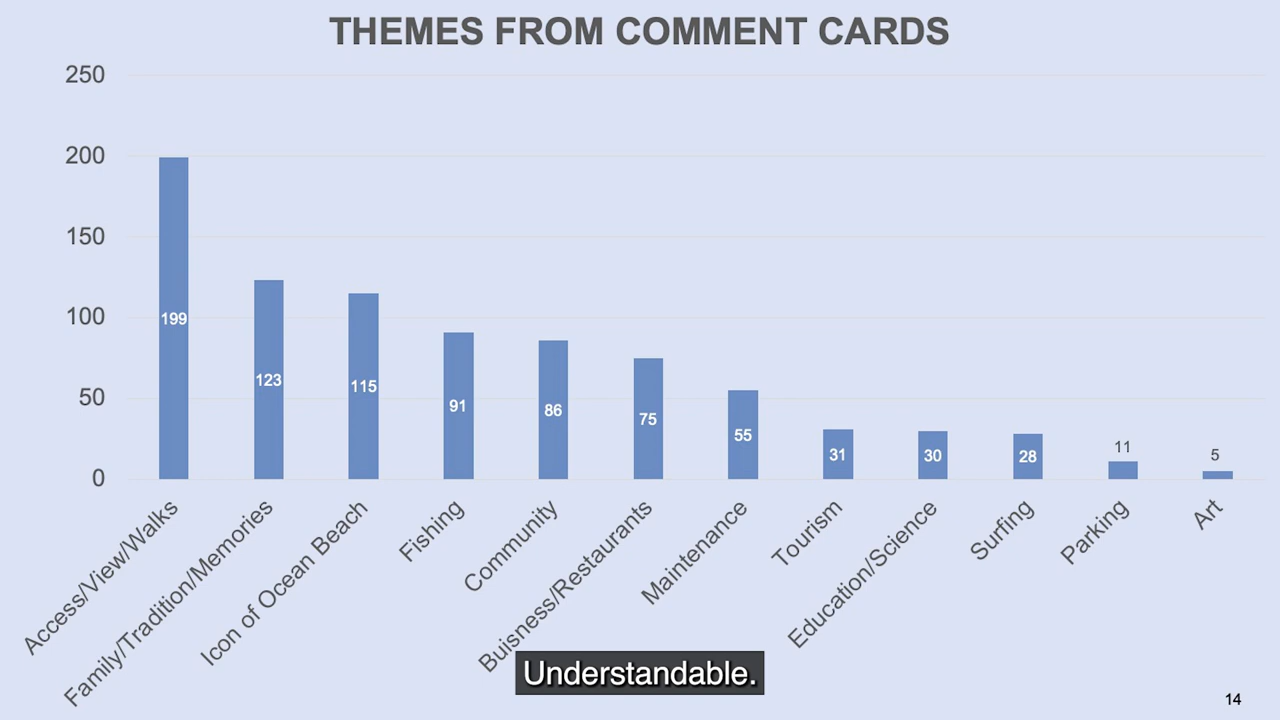 THEMES FROM COMMENT CARDS
250
200
150
100
50
0
199
123
115
91
86
75
55
31
30
28
11
5
Access/View/Walks
Family/Tradition/Memories
Icon of Ocean Beach
Fishing
Community
Buisness/Restaurants
Maintenance
Tourism
Education/Science
Surfing
Parking
Art
Understandable.
14